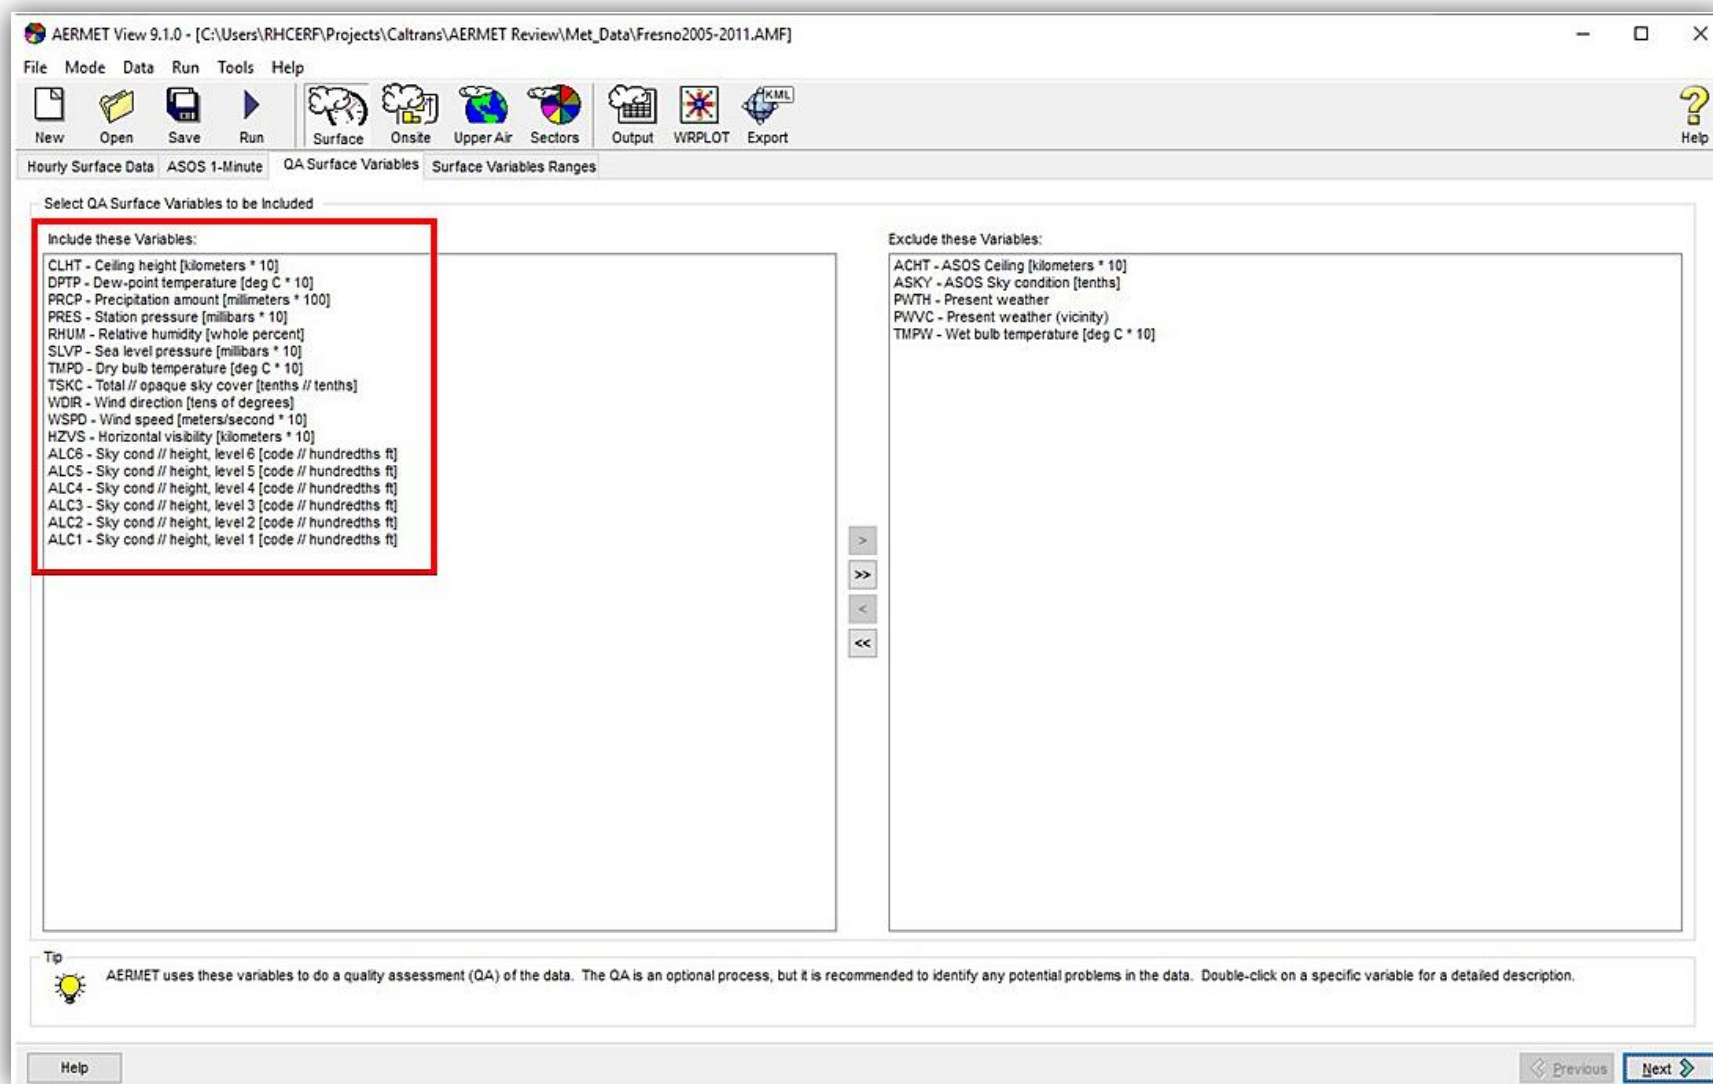 AERMET View 9.1.0 - [C:\Users\RHCERF\Projects\Caltrans\AERMET Review\Met_Data\Fresno2005-2011.AMF]
File Mode Data Run Tools Help
KML
New Open Save Run Surface Onsite Upper Air Sectors Output WRPLOT Export Help
Hourly Surface Data ASOS 1-Minute QA Surface Variables Surface Variables Ranges
Select QA Surface Variables to be Included
Include these Variables:
CLHT - Ceiling height [kilometers * 10]
DPTP - Dew-point temperature [deg C * 10]
PRCP - Precipitation amount [millimeters * 100]
PRES - Station pressure [millibars * 10]
RHUM - Relative humidity [whole percent]
SLVP - Sea level pressure [millibars * 10]
TMPD - Dry bulb temperature [deg C * 10]
TSKC - Total // opaque sky cover [tenths // tenths]
WDIR - Wind direction [tens of degrees]
WSPD - Wind speed [meters/second * 10]
HZVS - Horizontal visibility [kilometers * 10]
ALC6 - Sky cond // height, level 6 [code // hundredths ft]
ALC5 - Sky cond // height, level 5 [code // hundredths ft]
ALC4 - Sky cond // height, level 4 [code // hundredths ft]
ALC3 - Sky cond // height, level 3 [code // hundredths ft]
ALC2 - Sky cond // height, level 2 [code // hundredths ft]
ALC1 - Sky cond // height, level 1 [code // hundredths ft]
>
>>
<
<<
Exclude these Variables:
ACHT - ASOS Ceiling [kilometers * 10]
ASKY - ASOS Sky condition [tenths]
PWTH - Present weather
PWVC - Present weather (vicinity)
TMPW - Wet bulb temperature [deg C * 10]
Tip
AERMET uses these variables to do a quality assessment (QA) of the data. The QA is an optional process, but it is recommended to identify any potential problems in the data. Double-click on a specific variable for a detailed description.
Help Previous Next